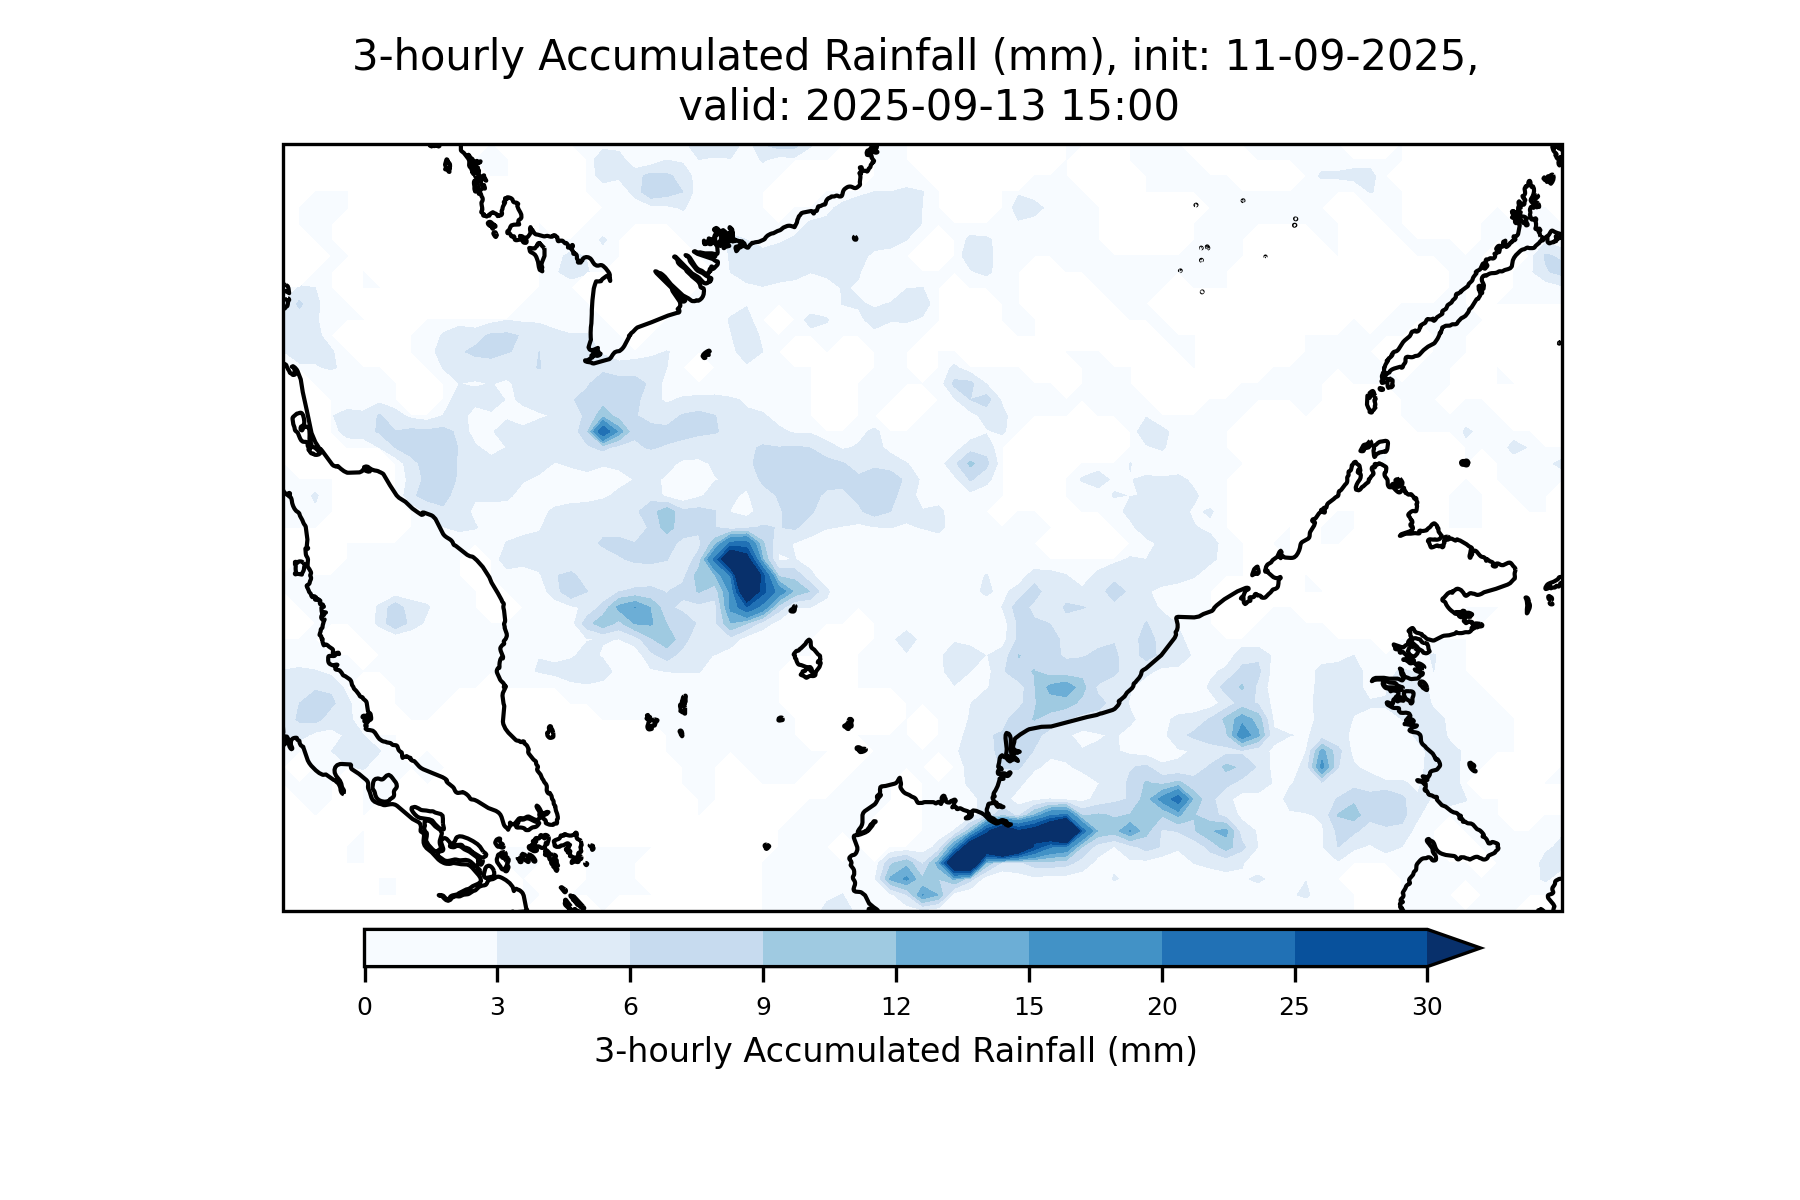 3-hourly Accumulated Rainfall (mm), init: 11-09-2025,
valid: 2025-09-13 15:00
0 3 6 9 12 15 20 25 30
3-hourly Accumulated Rainfall (mm)